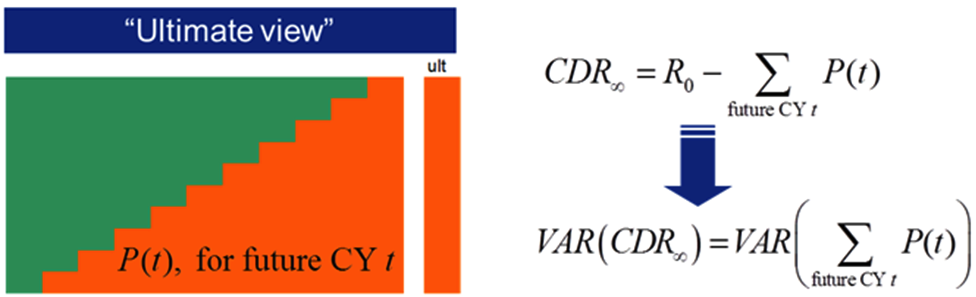 “Ultimate view”
ult
P(t), for future CY t
CDR∞ = R0 − ∑ P(t)
future CY t
VAR(CDR∞) = VAR(∑ P(t))
future CY t